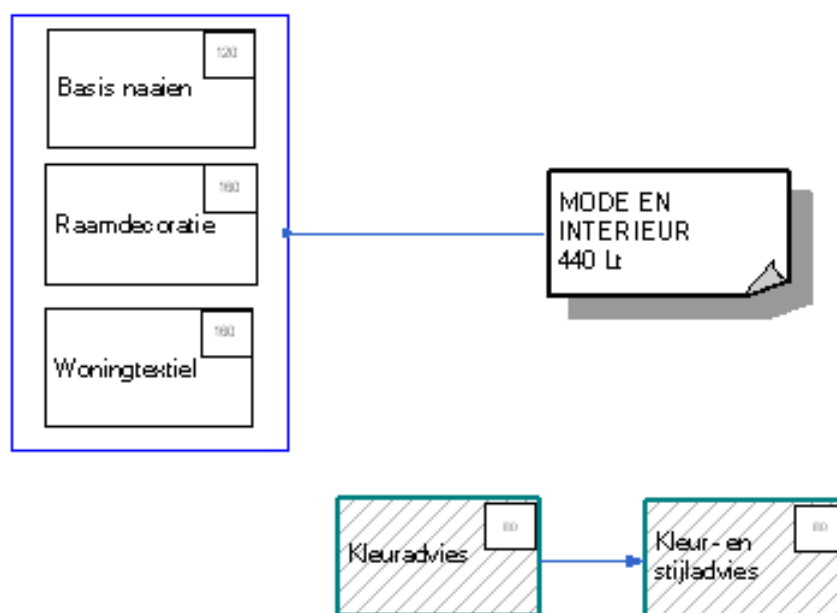 120
Basis naaien
160
Raamdecoratie
160
Woningtextiel
MODE EN
INTERIEUR
440 Lt
80
Kleuradvies
80
Kleur- en
stijladvies